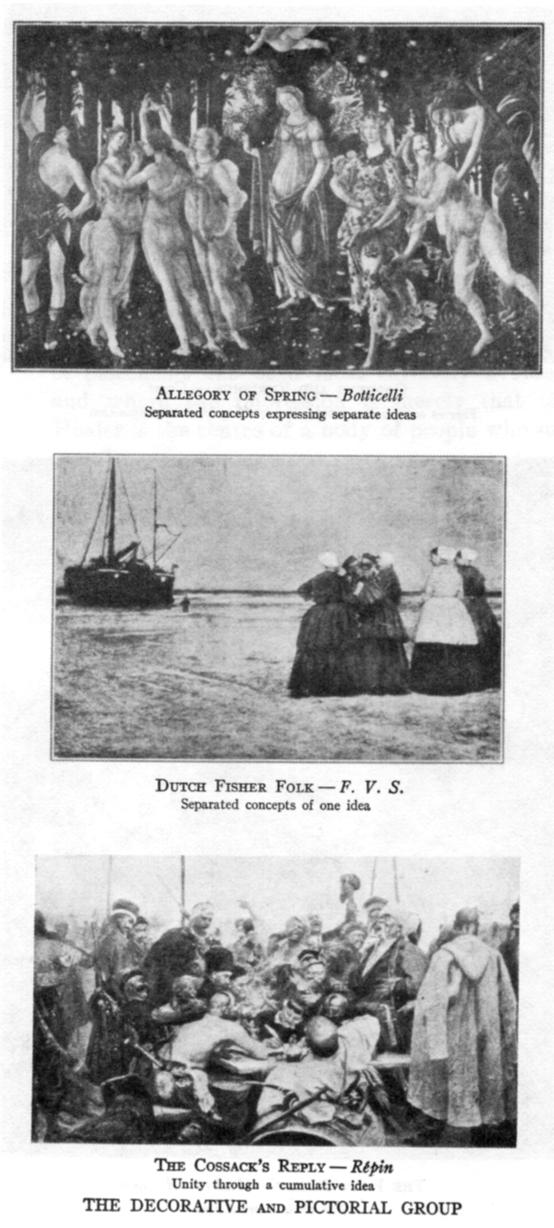 ALLEGORY OF SPRING — Botticelli
Separated concepts expressing separate ideas
DUTCH FISHER FOLK — F. V. S.
Separated concepts of one idea
THE COSSACK'S REPLY — Répin
Unity through a cumulative idea
THE DECORATIVE AND PICTORIAL GROUP